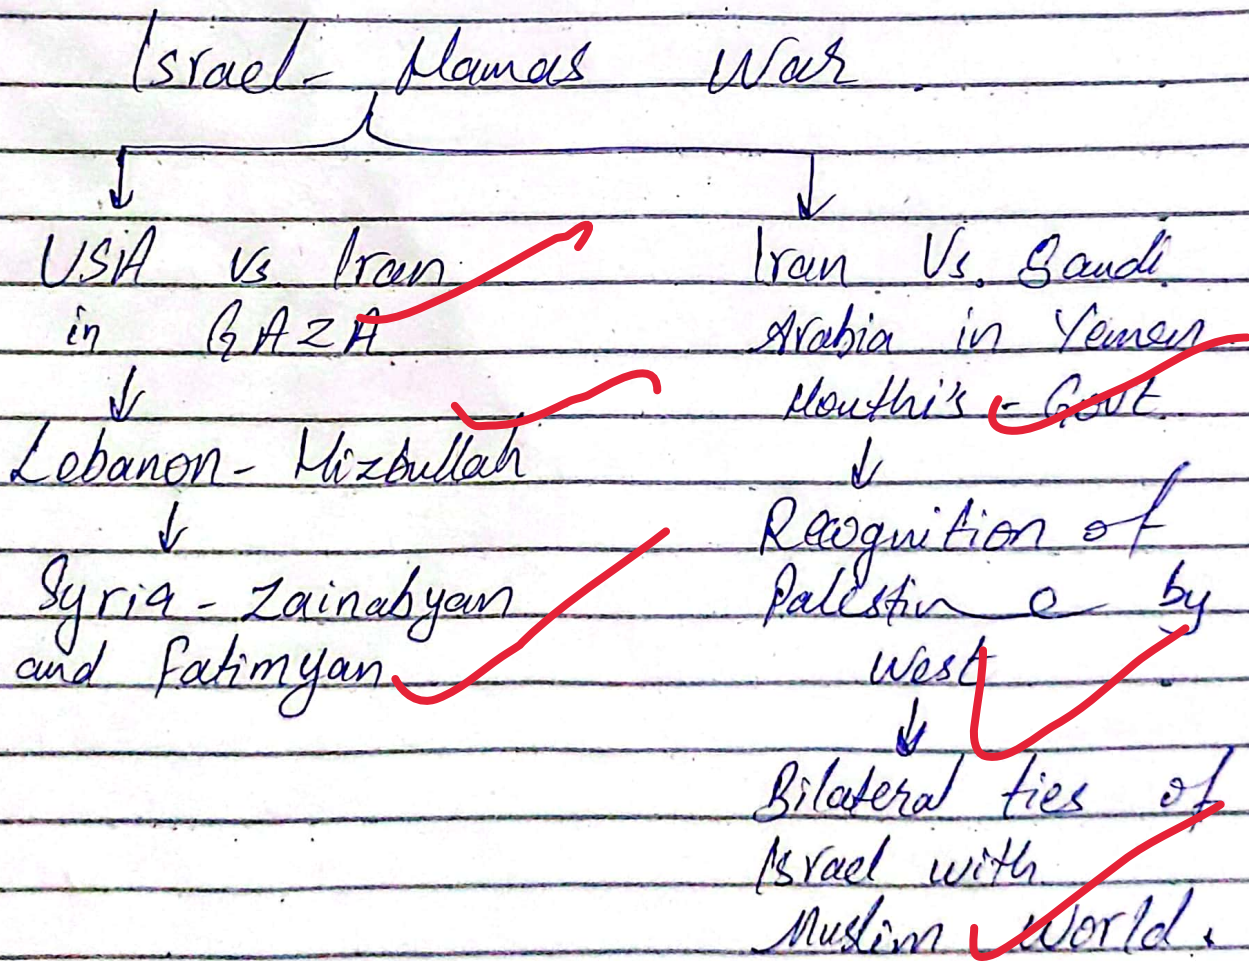 Israel- Hamas War
USA Vs. Iran
in GAZA
Lebanon- Hizbullah
Syria - Zainabyan
and Fatimyan
Iran Vs. Saudi
Arabia in Yemen
Houthi's - Govt.
Recognition of
Palestine by
West
Bilateral ties of
Israel with
Muslim World.